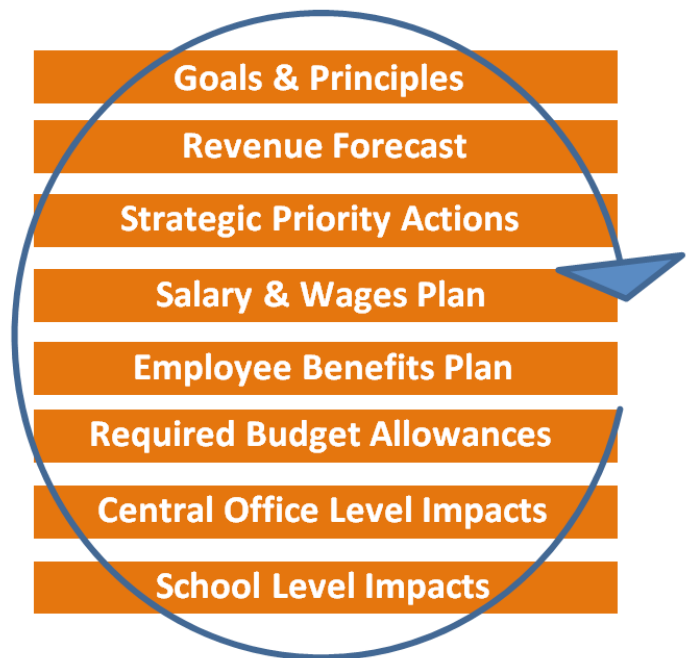 Goals & Principles
Revenue Forecast
Strategic Priority Actions
Salary & Wages Plan
Employee Benefits Plan
Required Budget Allowances
Central Office Level Impacts
School Level Impacts